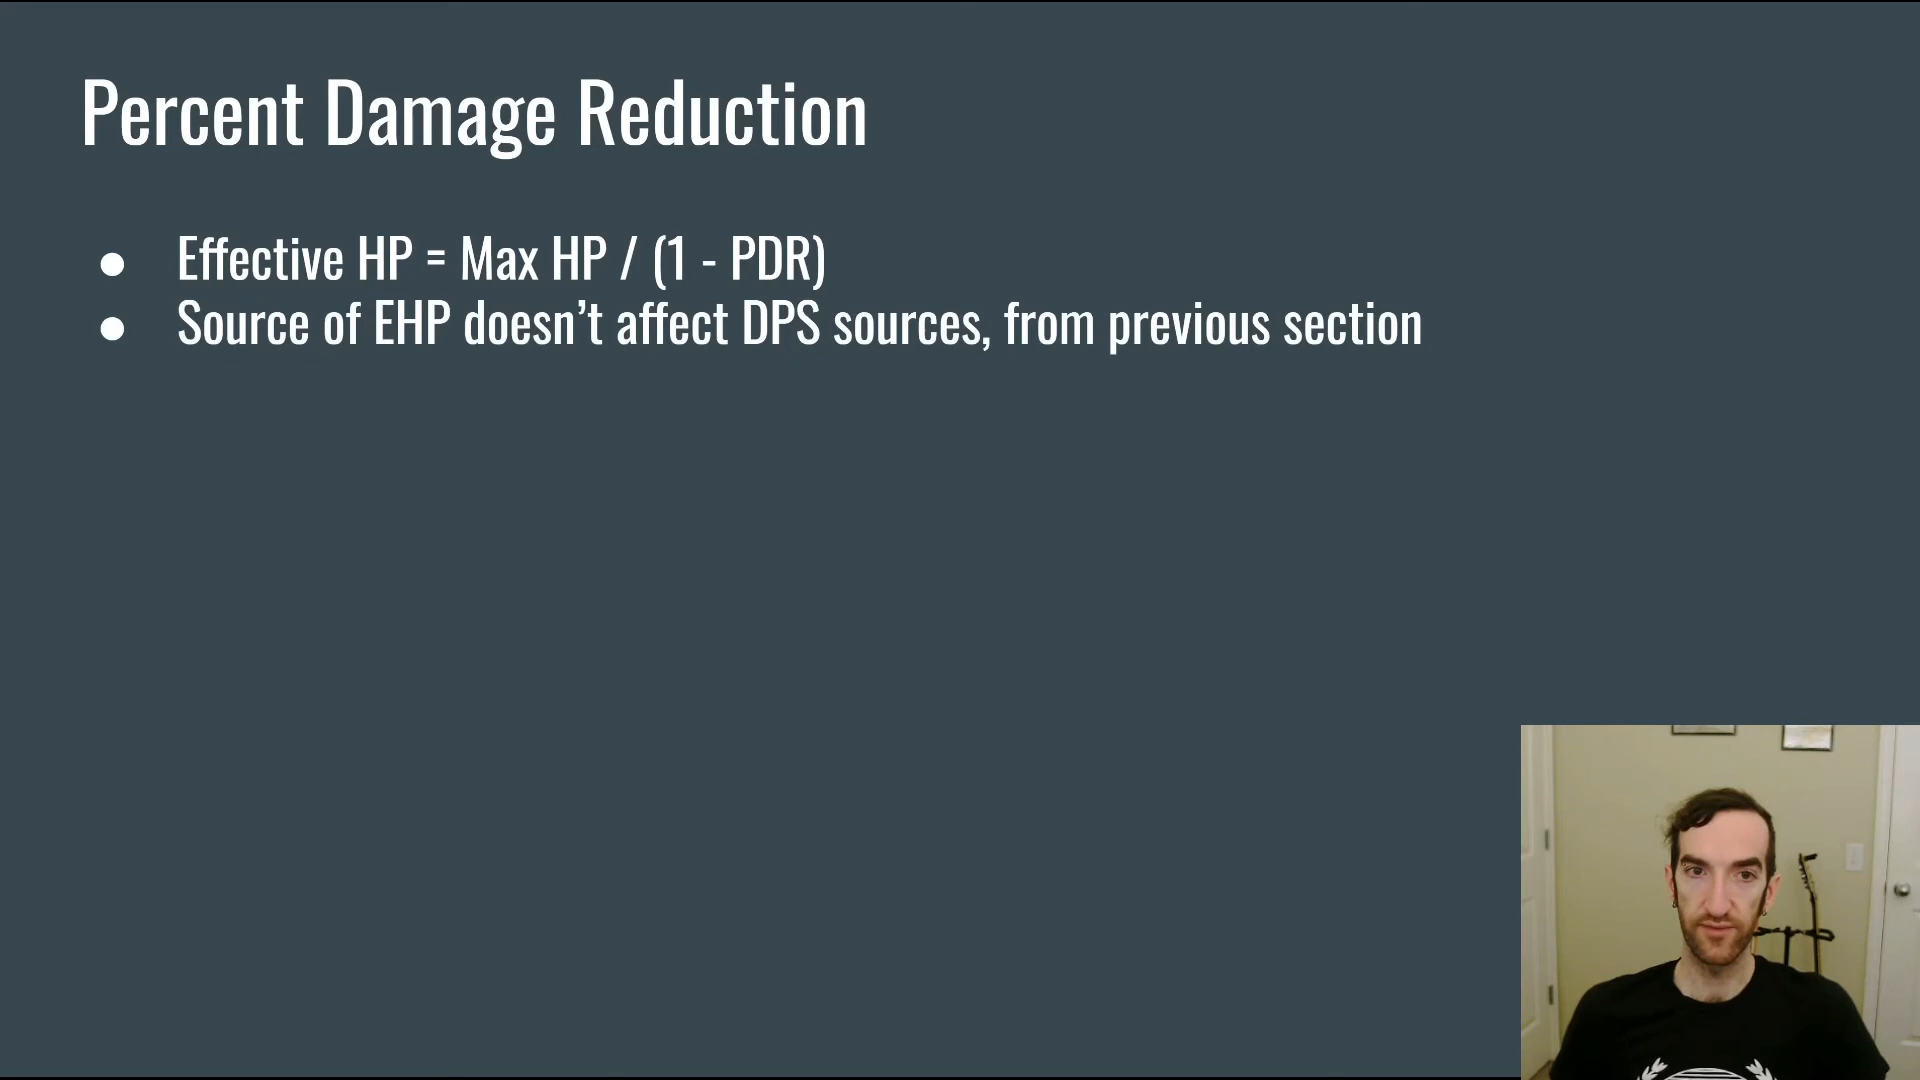 Percent Damage Reduction
● Effective HP = Max HP / (1 - PDR)
● Source of EHP doesn’t affect DPS sources, from previous section